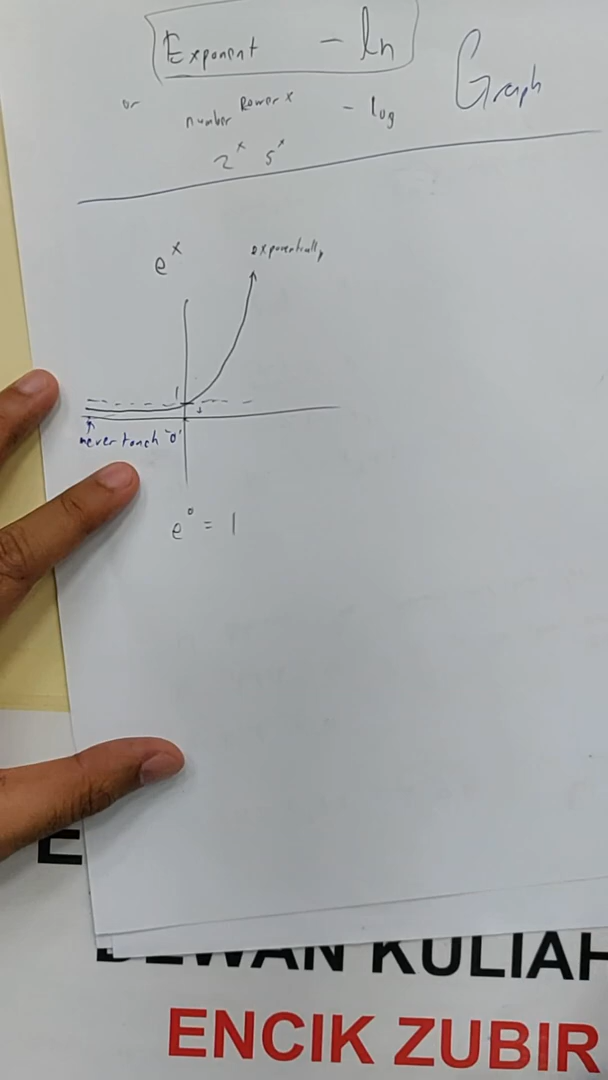 Exponent - ln
Graph
or number Power x - log
2^x 5^x
e^x
exponentially
1
never touch "0"
e^0 = 1
DEWAN KULIAH
ENCIK ZUBIR